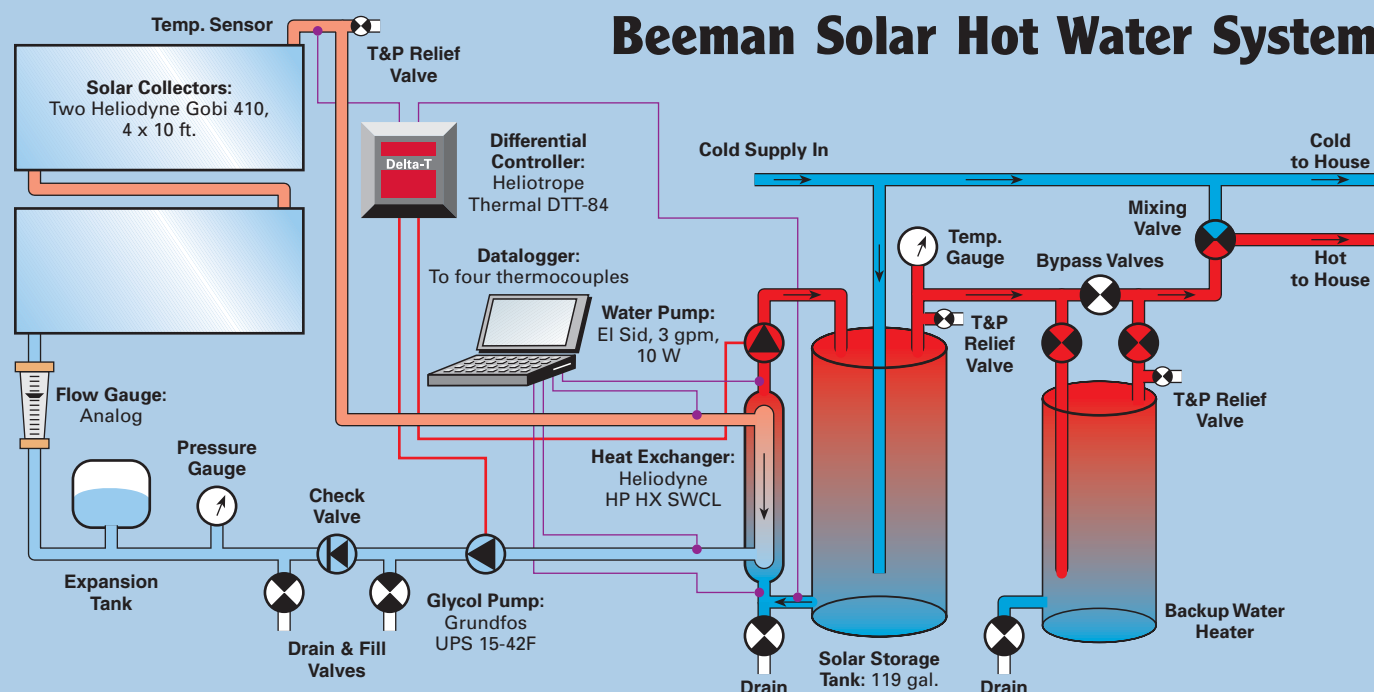 Beeman Solar Hot Water System
Temp. Sensor
T&P Relief
Valve
Solar Collectors:
Two Heliodyne Gobi 410,
4 x 10 ft.
Delta-T
Differential
Controller:
Heliotrope
Thermal DTT-84
Cold Supply In
Cold
to House
Mixing
Valve
Hot
to House
Temp.
Gauge
Bypass Valves
Datalogger:
To four thermocouples
Water Pump:
El Sid, 3 gpm,
10 W
T&P
Relief
Valve
T&P Relief
Valve
Flow Gauge:
Analog
Pressure
Gauge
Check
Valve
Heat Exchanger:
Heliodyne
HP HX SWCL
Expansion
Tank
Glycol Pump:
Grundfos
UPS 15-42F
Drain & Fill
Valves
Backup Water
Heater
Solar Storage
Tank: 119 gal.
Drain
Drain